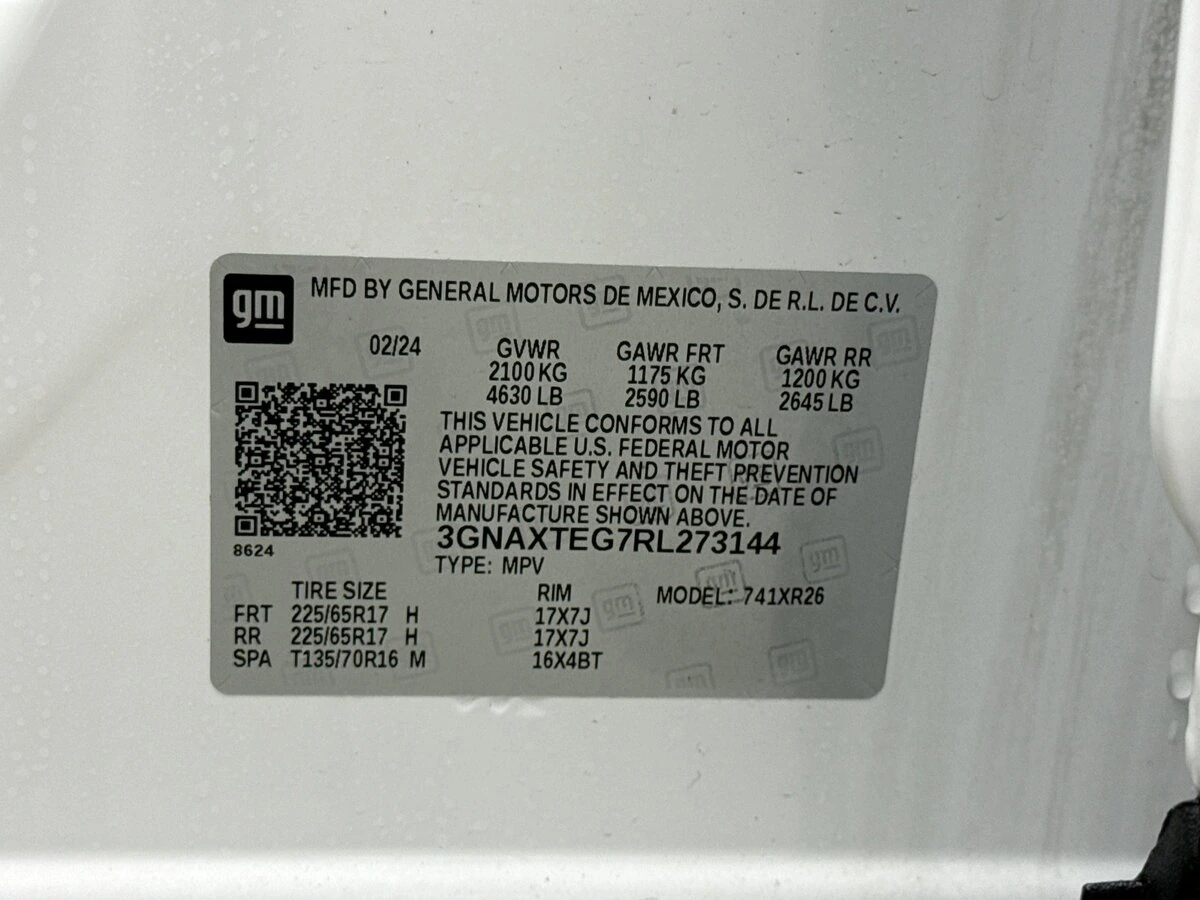 gm MFD BY GENERAL MOTORS DE MEXICO, S. DE R.L. DE C.V.
02/24 GVWR GAWR FRT GAWR RR
2100 KG 1175 KG 1200 KG
4630 LB 2590 LB 2645 LB
THIS VEHICLE CONFORMS TO ALL
APPLICABLE U.S. FEDERAL MOTOR
VEHICLE SAFETY AND THEFT PREVENTION
STANDARDS IN EFFECT ON THE DATE OF
MANUFACTURE SHOWN ABOVE.
3GNAXTEG7RL273144
8624
TYPE: MPV
TIRE SIZE RIM MODEL: 741XR26
FRT 225/65R17 H 17X7J
RR 225/65R17 H 17X7J
SPA T135/70R16 M 16X4BT